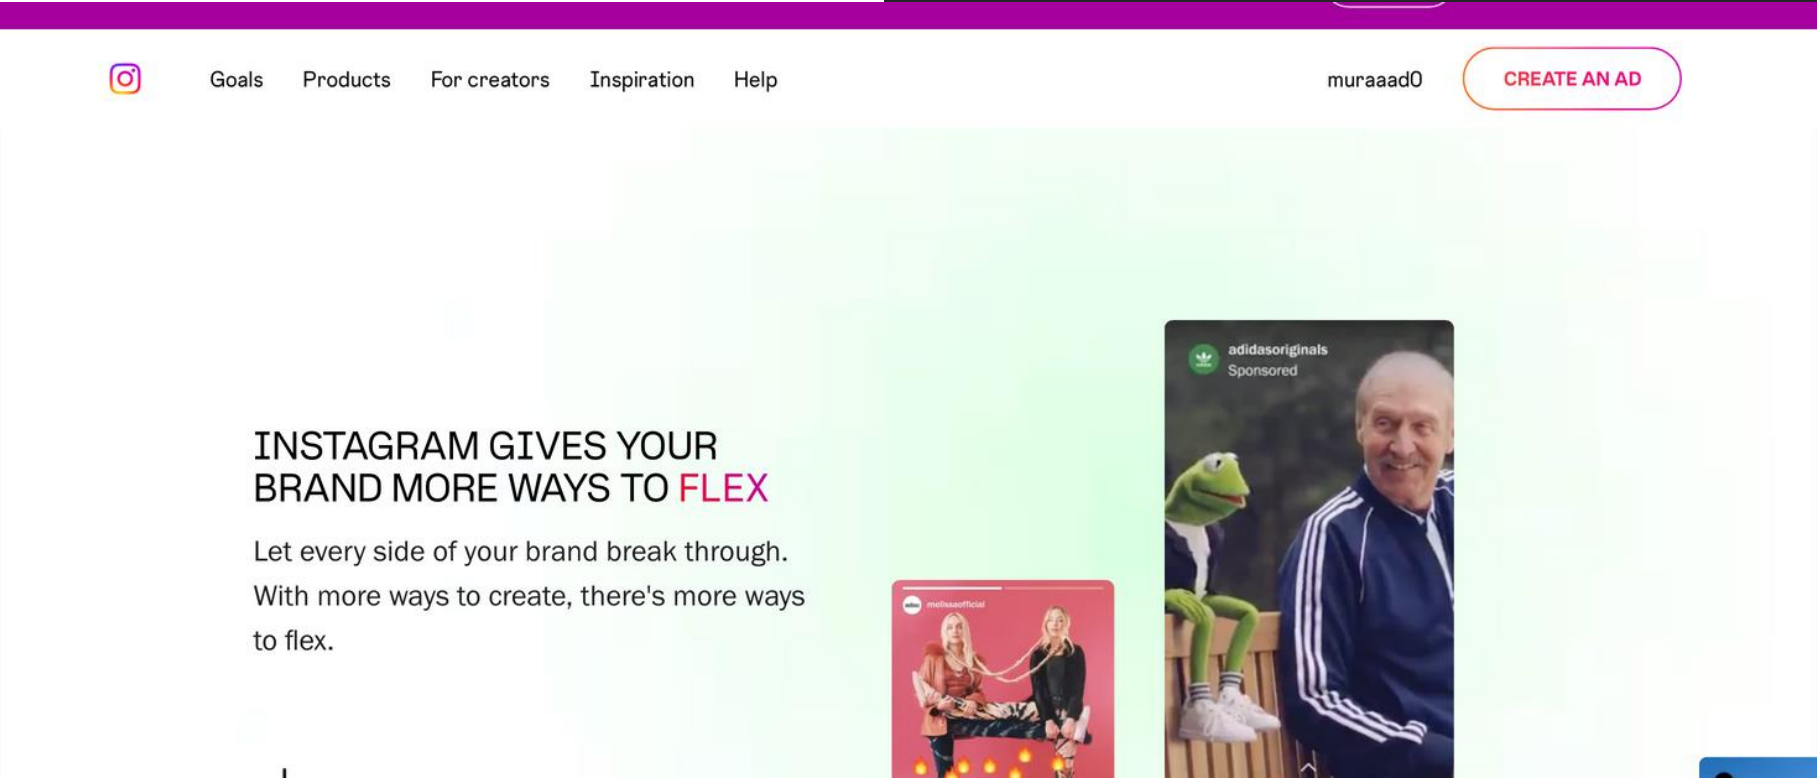 Goals Products For creators Inspiration Help muraaad0 CREATE AN AD
INSTAGRAM GIVES YOUR
BRAND MORE WAYS TO FLEX
Let every side of your brand break through.
With more ways to create, there's more ways
to flex.
adidasoriginals
Sponsored
melissaofficial